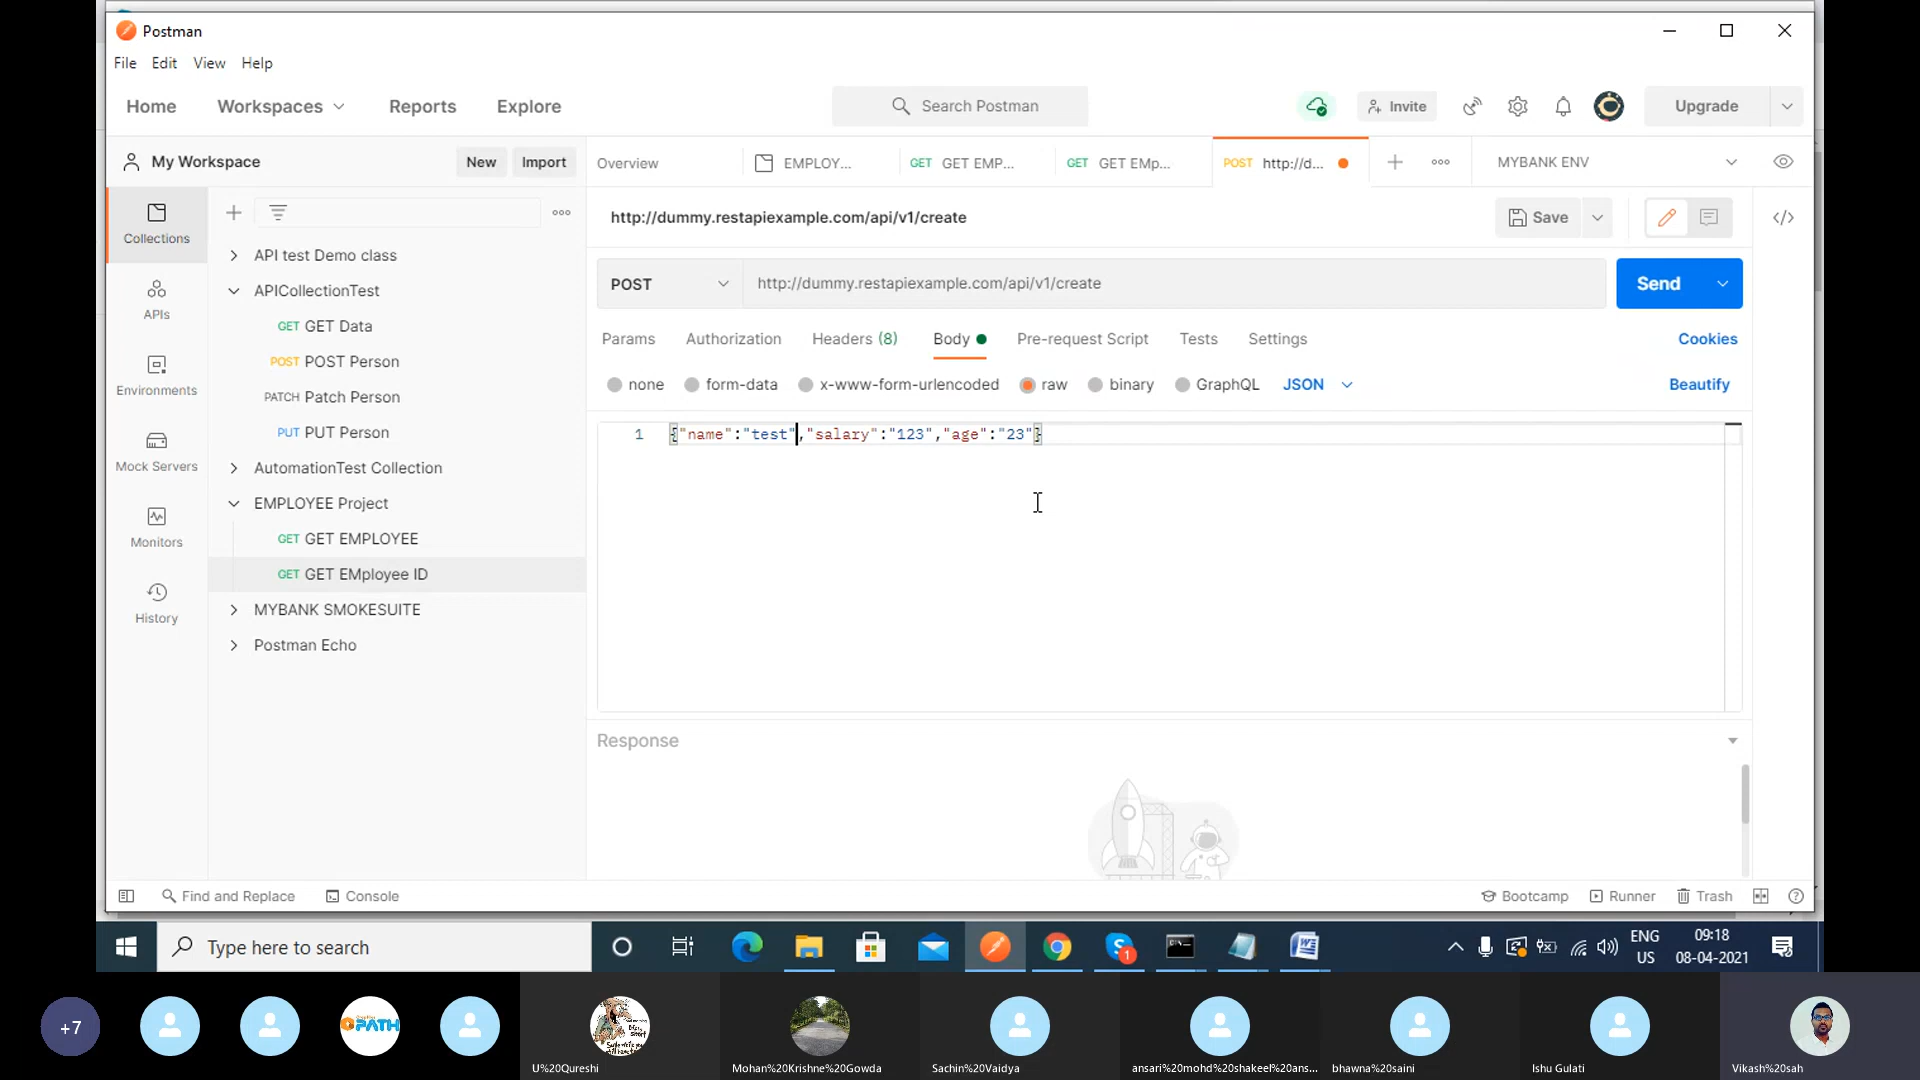 Postman
File Edit View Help
Home Workspaces Reports Explore
Search Postman
Invite
Upgrade
My Workspace
New Import
Overview
EMPLOY...
GET GET EMP...
GET GET EMp...
POST http://d...
MYBANK ENV
Collections
APIs
Environments
Mock Servers
Monitors
History
API test Demo class
APICollectionTest
GET GET Data
POST POST Person
PATCH Patch Person
PUT PUT Person
AutomationTest Collection
EMPLOYEE Project
GET GET EMPLOYEE
GET GET EMployee ID
MYBANK SMOKESUITE
Postman Echo
http://dummy.restapiexample.com/api/v1/create
Save
POST http://dummy.restapiexample.com/api/v1/create
Send
Params Authorization Headers (8) Body Pre-request Script Tests Settings
Cookies
none form-data x-www-form-urlencoded raw binary GraphQL JSON
Beautify
1 {"name":"test","salary":"123","age":"23"}
Response
Find and Replace Console
Bootcamp Runner Trash
Type here to search
1
ENG
US
09:18
08-04-2021
+7
PATH
U%20Qureshi
Mohan%20Krishne%20Gowda
Sachin%20Vaidya
ansari%20mohd%20shakeel%20ans...
bhawna%20saini
Ishu Gulati
Vikash%20sah